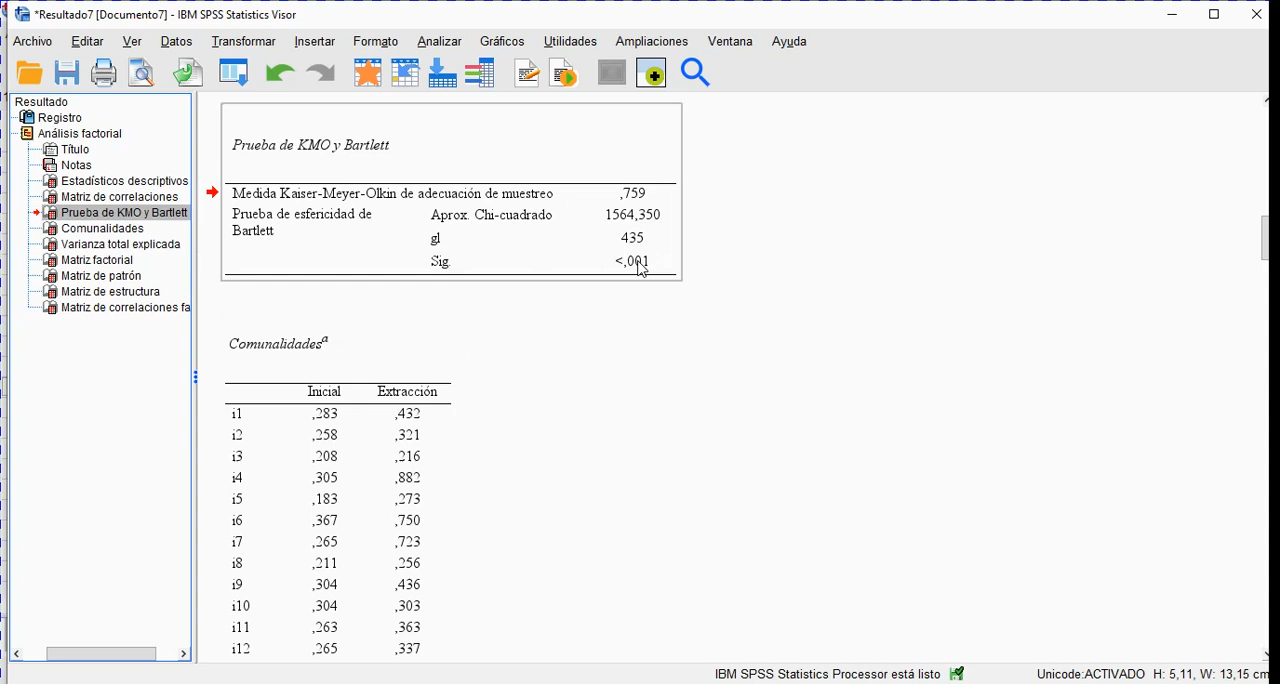 *Resultado7 [Documento7] - IBM SPSS Statistics Visor
Archivo Editar Ver Datos Transformar Insertar Formato Analizar Gráficos Utilidades Ampliaciones Ventana Ayuda
Resultado
Registro
Análisis factorial
Título
Notas
Estadísticos descriptivos
Matriz de correlaciones
Prueba de KMO y Bartlett
Comunalidades
Varianza total explicada
Matriz factorial
Matriz de patrón
Matriz de estructura
Matriz de correlaciones fa
Prueba de KMO y Bartlett
Medida Kaiser-Meyer-Olkin de adecuación de muestreo ,759
Prueba de esfericidad de Aprox. Chi-cuadrado 1564,350
Bartlett
gl 435
Sig. <,001
Comunalidadesª
Inicial Extracción
i1 ,283 ,432
i2 ,258 ,321
i3 ,208 ,216
i4 ,305 ,882
i5 ,183 ,273
i6 ,367 ,750
i7 ,265 ,723
i8 ,211 ,256
i9 ,304 ,436
i10 ,304 ,303
i11 ,263 ,363
i12 ,265 ,337
IBM SPSS Statistics Processor está listo Unicode:ACTIVADO H: 5,11, W: 13,15 cm